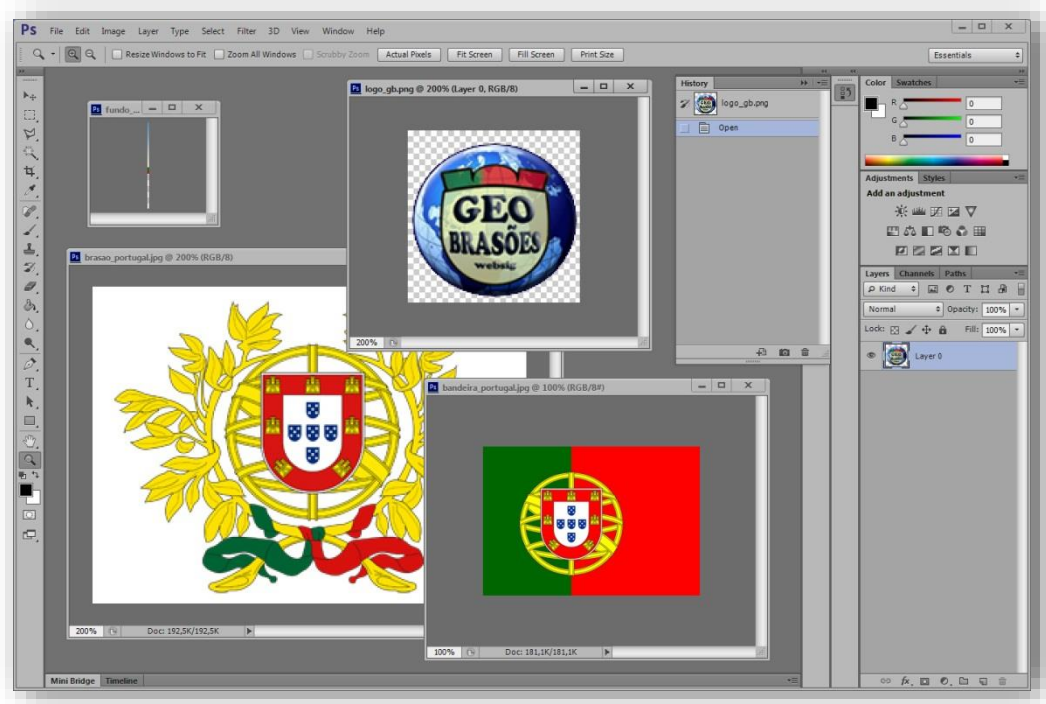 Ps File Edit Image Layer Type Select Filter 3D View Window Help
Resize Windows to Fit Zoom All Windows Scrubby Zoom Actual Pixels Fit Screen Fill Screen Print Size Essentials
fundo_...
logo_gb.png @ 200% (Layer 0, RGB/8)
GEO
BRASÕES
websig
200%
History
logo_gb.png
Open
Color Swatches
R 0
G 0
B 0
Adjustments Styles
Add an adjustment
Layers Channels Paths
Kind
Normal Opacity: 100%
Lock: Fill: 100%
Layer 0
brasao_portugal.jpg @ 200% (RGB/8)
200% Doc: 192,5K/192,5K
bandeira_portugal.jpg @ 100% (RGB/8#)
100% Doc: 181,1K/181,1K
Mini Bridge Timeline